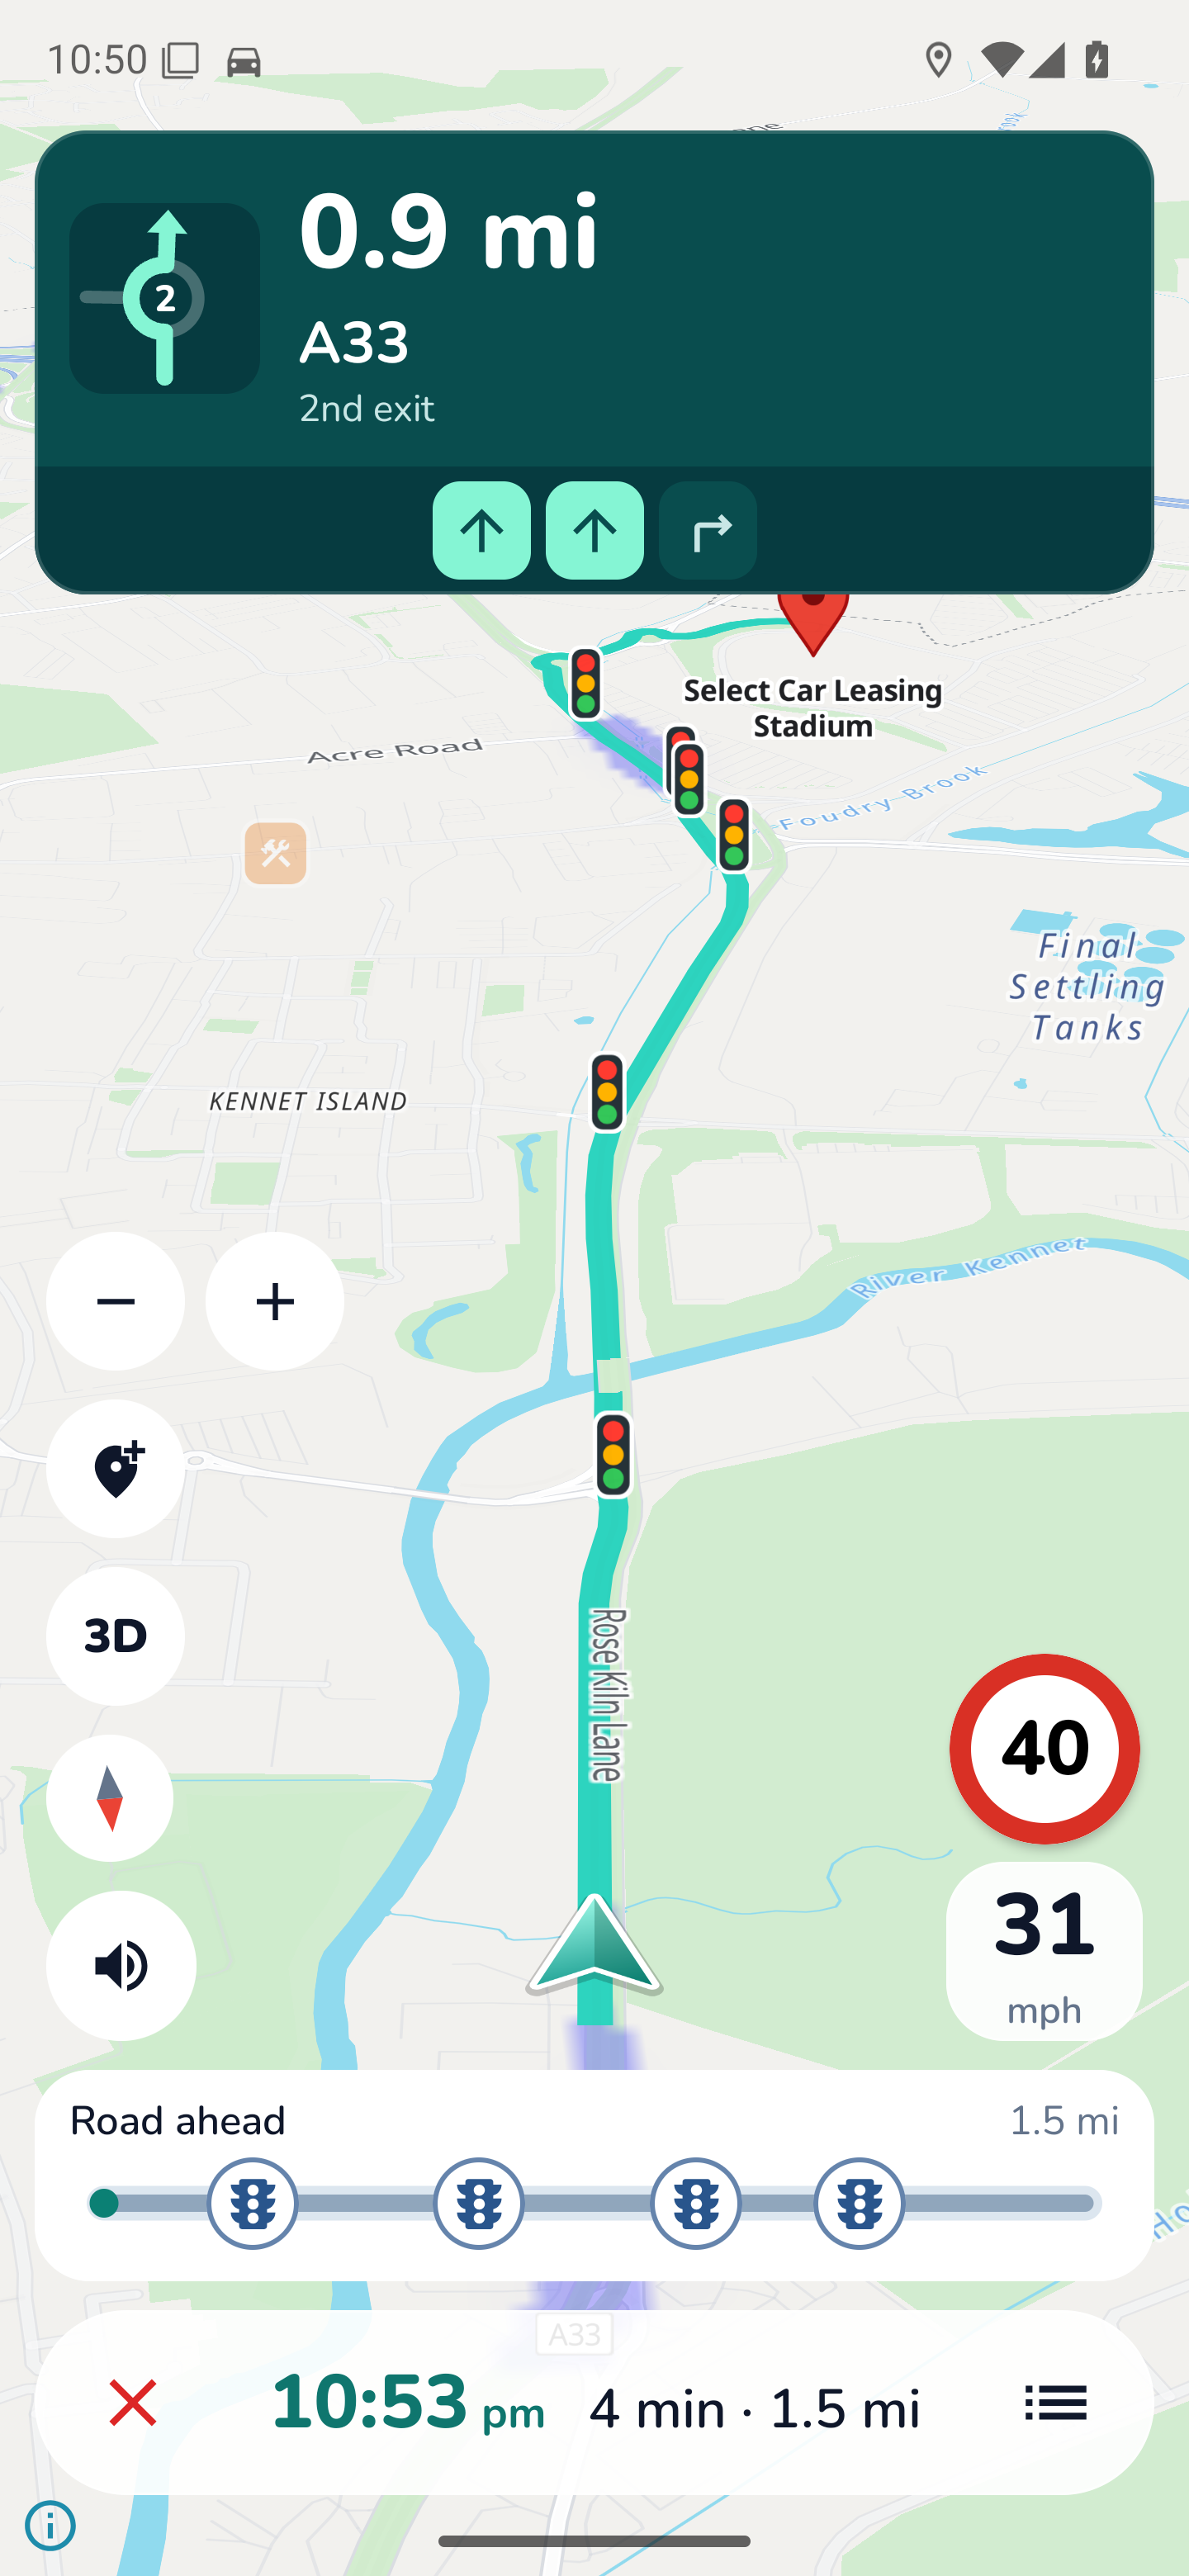 10:50
0.9 mi
2
A33
2nd exit
Select Car Leasing
Stadium
Acre Road
Foudry Brook
Final
Settling
Tanks
KENNET ISLAND
River Kennet
3D
Rose Kiln Lane
40
31
mph
Road ahead
1.5 mi
A33
10:53 pm
4 min · 1.5 mi